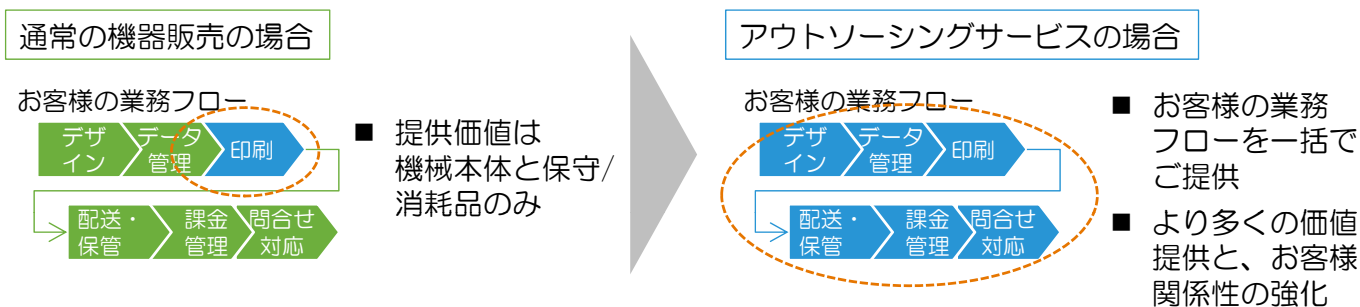 通常の機器販売の場合
お客様の業務フロー
デザ
イン
データ
管理
印刷
配送・
保管
課金
管理
問合せ
対応
■ 提供価値は
機械本体と保守/
消耗品のみ
アウトソーシングサービスの場合
お客様の業務フロー
デザ
イン
データ
管理
印刷
配送・
保管
課金
管理
問合せ
対応
■ お客様の業務
フローを一括で
ご提供
■ より多くの価値
提供と、お客様
関係性の強化